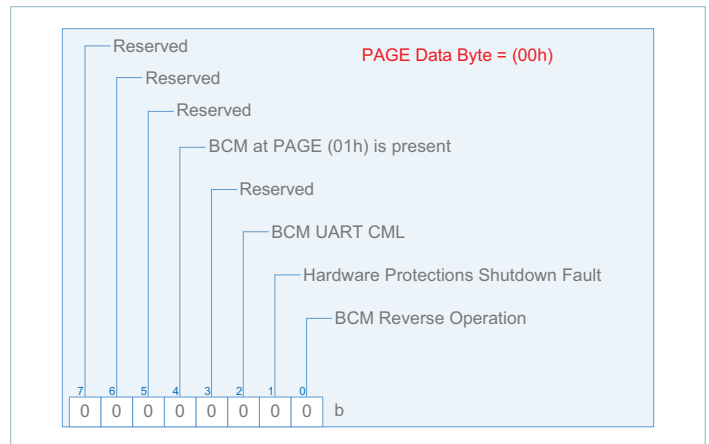 Reserved
PAGE Data Byte = (00h)
Reserved
Reserved
BCM at PAGE (01h) is present
Reserved
BCM UART CML
Hardware Protections Shutdown Fault
BCM Reverse Operation
7 6 5 4 3 2 1 0
0 0 0 0 0 0 0 0 b